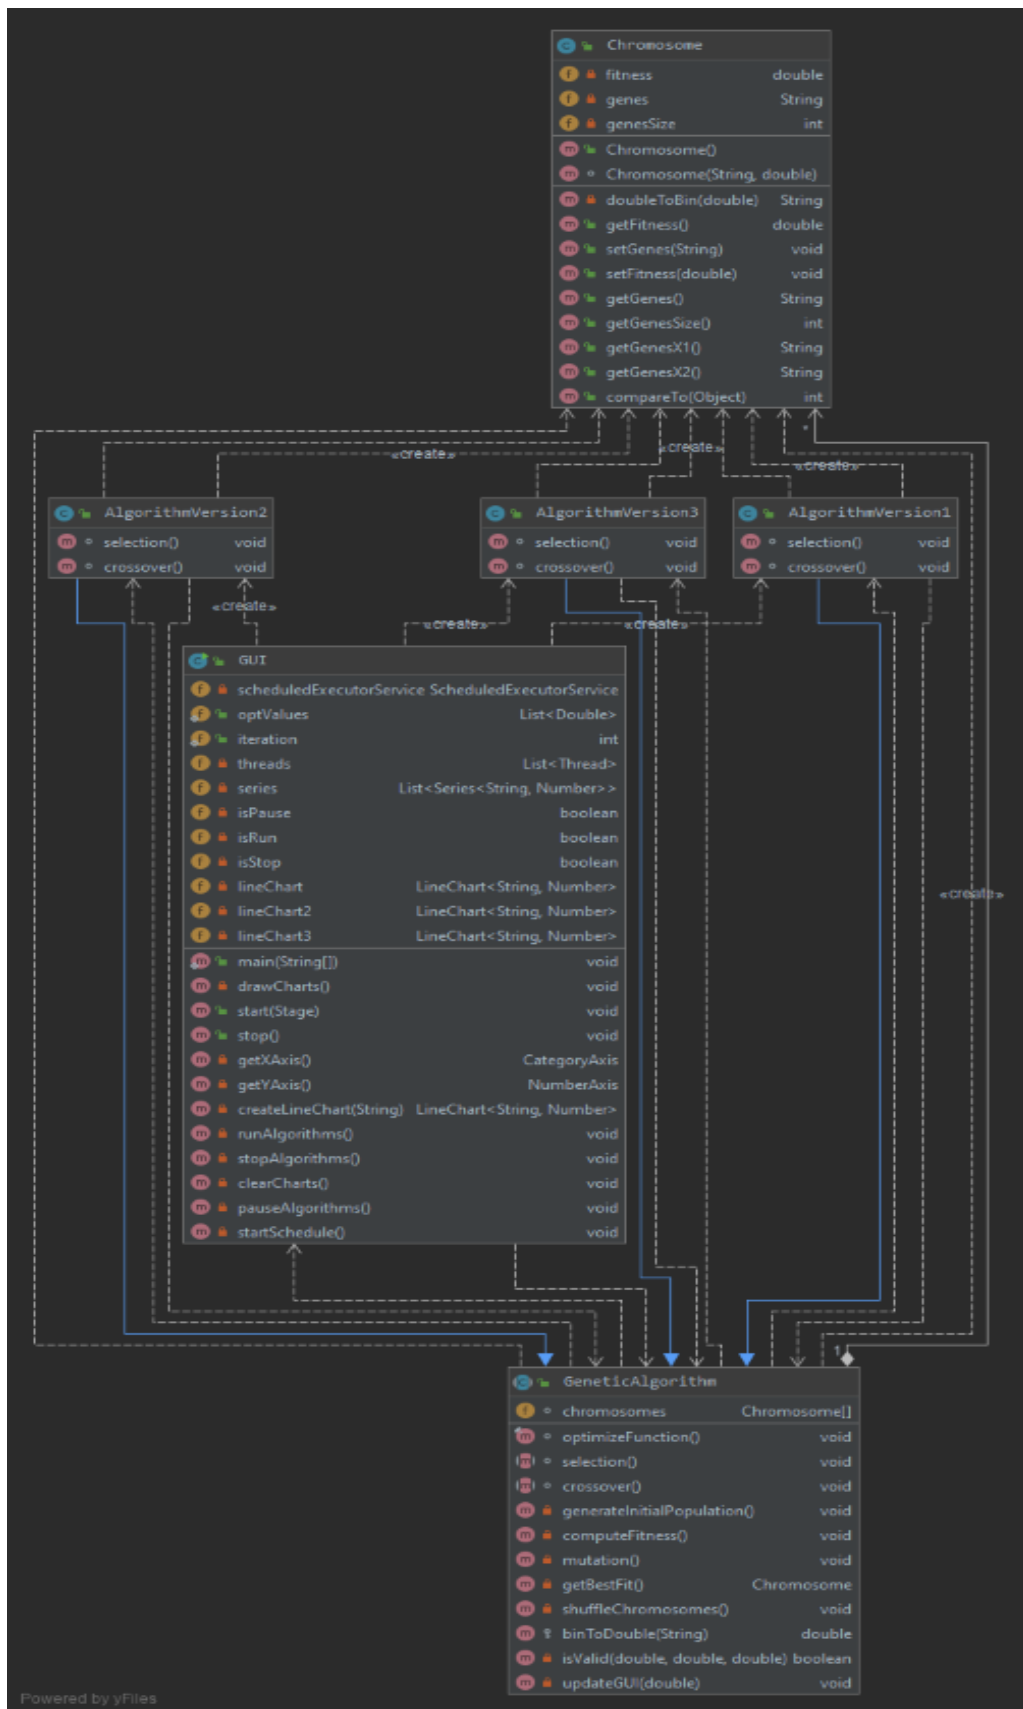 Chromosome
fitness double
genes String
genesSize int
Chromosome()
Chromosome(String, double)
doubleToBin(double) String
getFitness() double
setGenes(String) void
setFitness(double) void
getGenes() String
getGenesSize() int
getGenesX1() String
getGenesX2() String
compareTo(Object) int
*
«create»
«create»
«create»
AlgorithmVersion2
selection() void
crossover() void
AlgorithmVersion3
selection() void
crossover() void
AlgorithmVersion1
selection() void
crossover() void
«create»
«create»
«create»
GUI
scheduledExecutorService ScheduledExecutorService
optValues List<Double>
iteration int
threads List<Thread>
series List<Series<String, Number>>
isPause boolean
isRun boolean
isStop boolean
lineChart LineChart<String, Number>
lineChart2 LineChart<String, Number>
lineChart3 LineChart<String, Number>
main(String[]) void
drawCharts() void
start(Stage) void
stop() void
getXAxis() CategoryAxis
getYAxis() NumberAxis
createLineChart(String) LineChart<String, Number>
runAlgorithms() void
stopAlgorithms() void
clearCharts() void
pauseAlgorithms() void
startSchedule() void
«create»
1
GeneticAlgorithm
chromosomes Chromosome[]
optimizeFunction() void
selection() void
crossover() void
generateInitialPopulation() void
computeFitness() void
mutation() void
getBestFit() Chromosome
shuffleChromosomes() void
binToDouble(String) double
isValid(double, double, double) boolean
updateGUI(double) void
Powered by yFiles